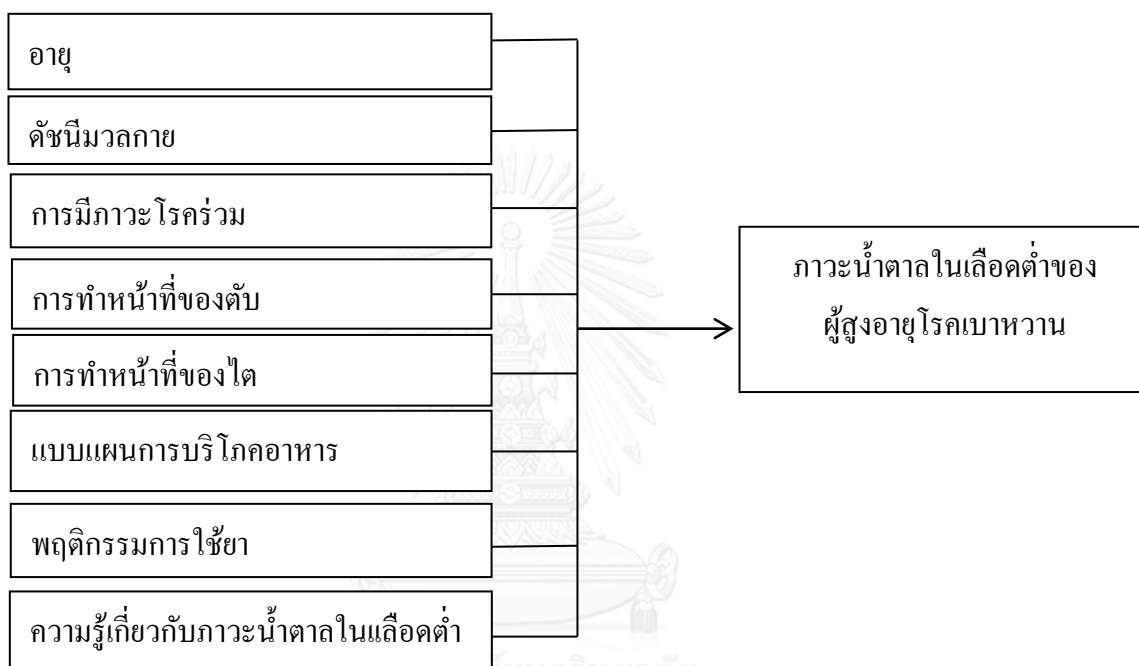 อายุ
ดัชนีมวลกาย
การมีภาวะโรคร่วม
การทำหน้าที่ของตับ
การทำหน้าที่ของไต
แบบแผนการบริโภคอาหาร
พฤติกรรมการใช้ยา
ความรู้เกี่ยวกับภาวะน้ำตาลในแลือดต่ำ
ภาวะน้ำตาลในเลือดต่ำของ
ผู้สูงอายุโรคเบาหวาน